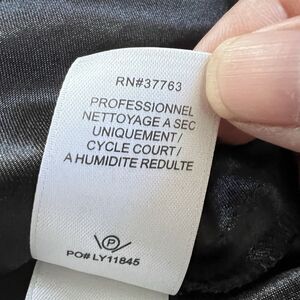 RN#37763
PROFESSIONNEL
NETTOYAGE A SEC
UNIQUEMENT/
CYCLE COURT/
A HUMIDITE REDUITE
P
PO# LY11845